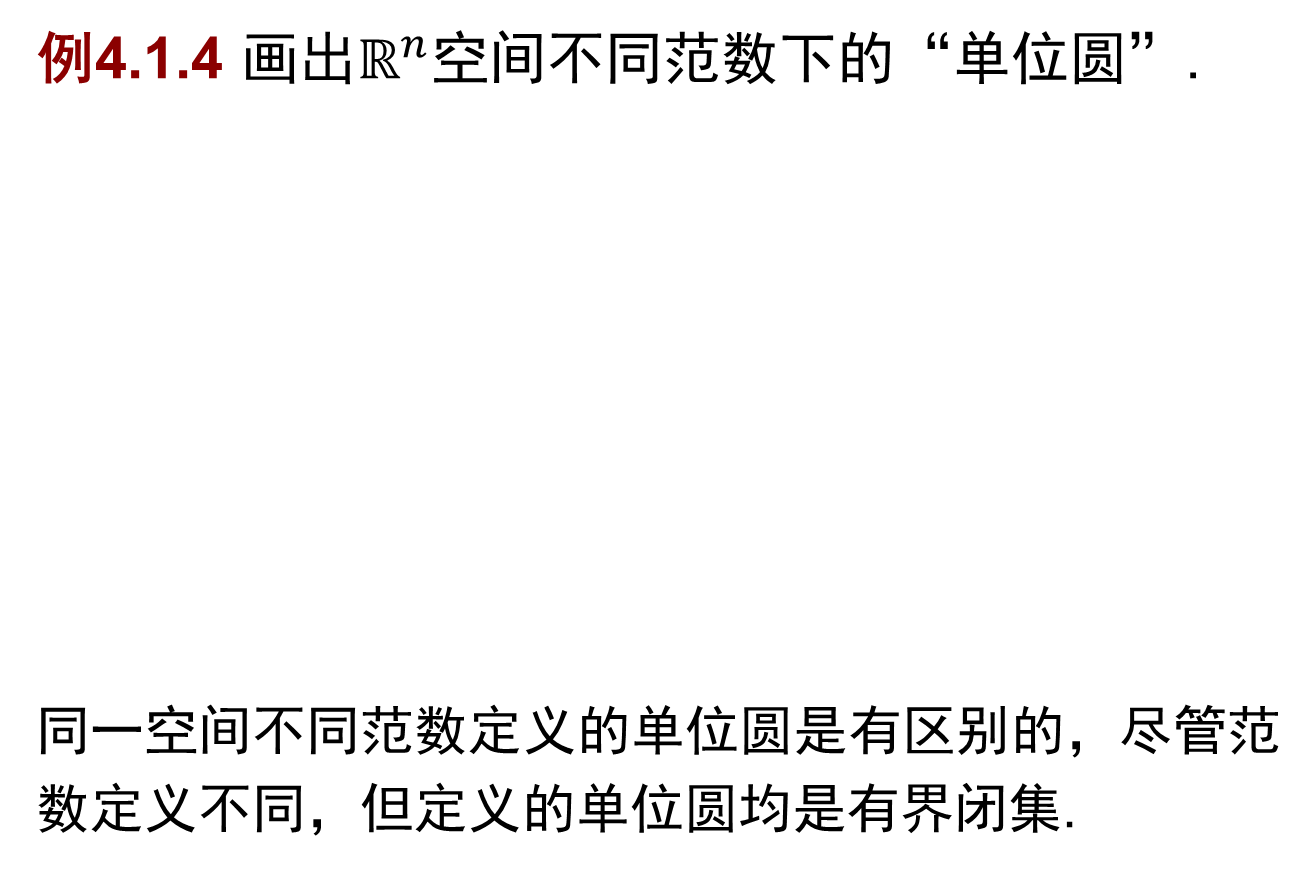 例4.1.4 画出ℝⁿ空间不同范数下的“单位圆”.
同一空间不同范数定义的单位圆是有区别的，尽管范
数定义不同，但定义的单位圆均是有界闭集.